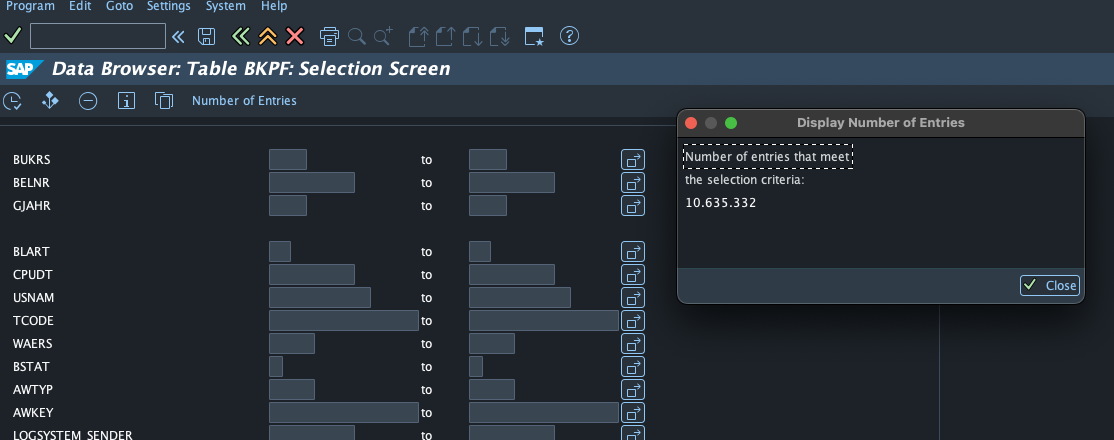 Program Edit Goto Settings System Help
SAP Data Browser: Table BKPF: Selection Screen
Number of Entries
Display Number of Entries
Number of entries that meet
the selection criteria:
10.635.332
Close
BUKRS to
BELNR to
GJAHR to
BLART to
CPUDT to
USNAM to
TCODE to
WAERS to
BSTAT to
AWTYP to
AWKEY to
LOGSYSTEM_SENDER to